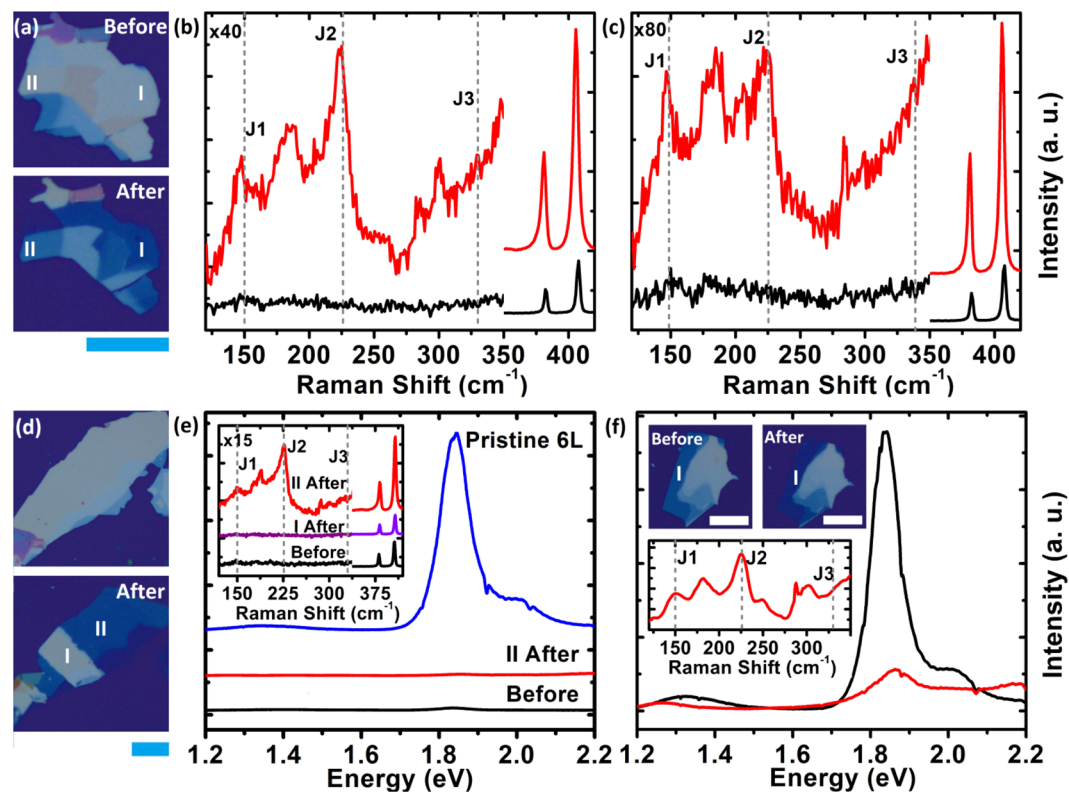 (a)
Before
II
I
After
II
I
(b)
x40
J1
J2
J3
150 200 250 300 350 400
Raman Shift (cm⁻¹)
(c)
x80
J1
J2
J3
150 200 250 300 350 400
Raman Shift (cm⁻¹)
Intensity (a. u.)
(d)
After
II
I
(e)
x15
J1
J2
J3
II After
I After
Before
150 225 300 375
Raman Shift (cm⁻¹)
Pristine 6L
II After
Before
1.2 1.4 1.6 1.8 2.0 2.2
Energy (eV)
(f)
Before
I
After
I
J1
J2
J3
150 200 250 300
Raman Shift (cm⁻¹)
1.2 1.4 1.6 1.8 2.0 2.2
Energy (eV)
Intensity (a. u.)